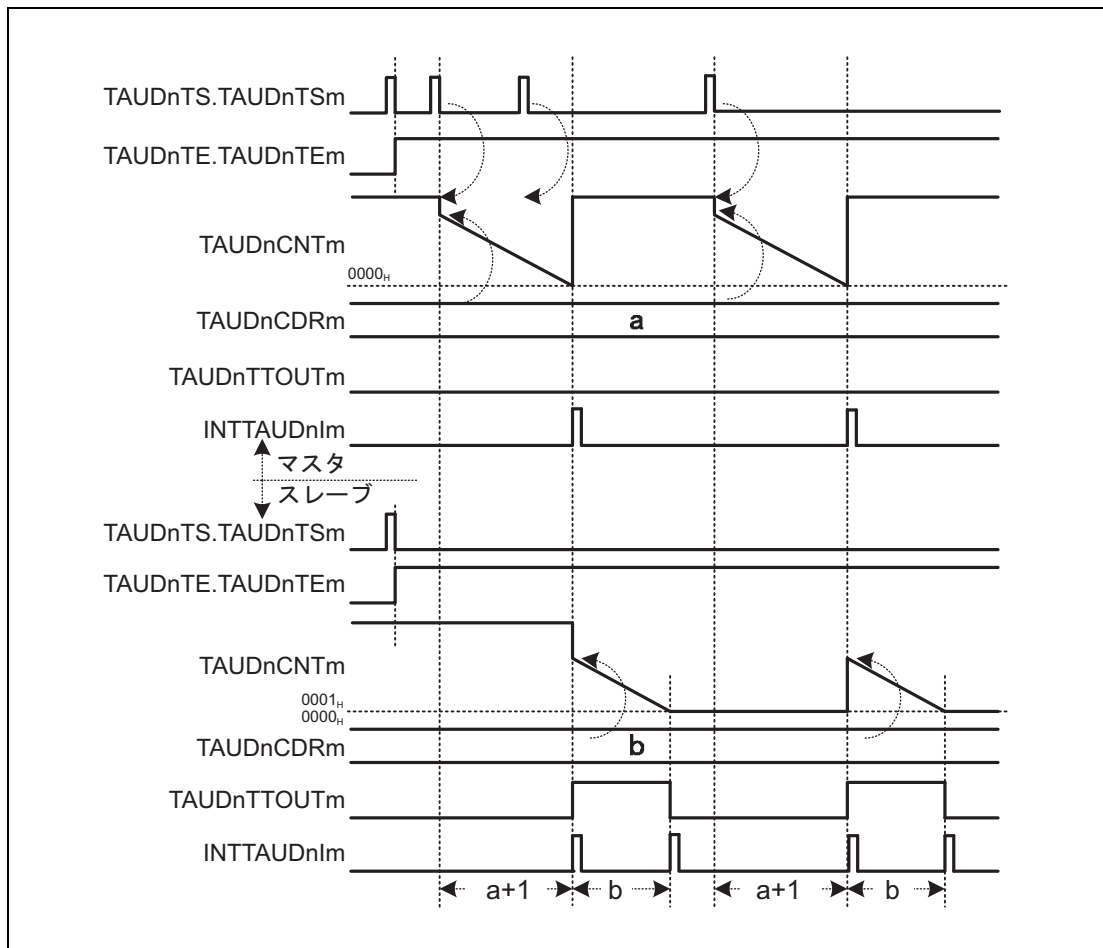 TAUDnTS.TAUDnTSm
TAUDnTE.TAUDnTEm
TAUDnCNTm
0000H
TAUDnCDRm
a
TAUDnTTOUTm
INTTAUDnIm
マスタ
スレーブ
TAUDnTS.TAUDnTSm
TAUDnTE.TAUDnTEm
TAUDnCNTm
0001H
0000H
TAUDnCDRm
b
TAUDnTTOUTm
INTTAUDnIm
a+1 b a+1 b